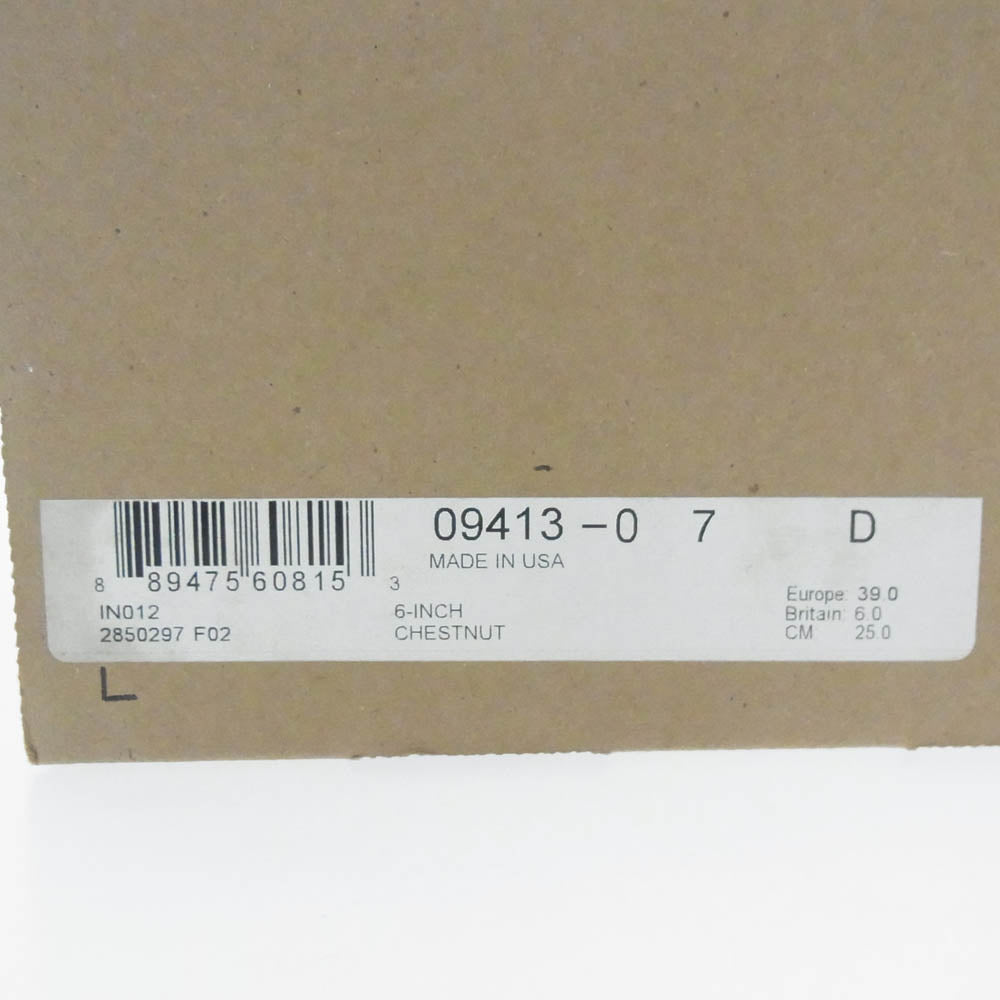 09413-0 7 D
MADE IN USA
8 89475 60815 3
IN012
2850297 F02
6-INCH
CHESTNUT
Europe: 39.0
Britain: 6.0
CM 25.0
L